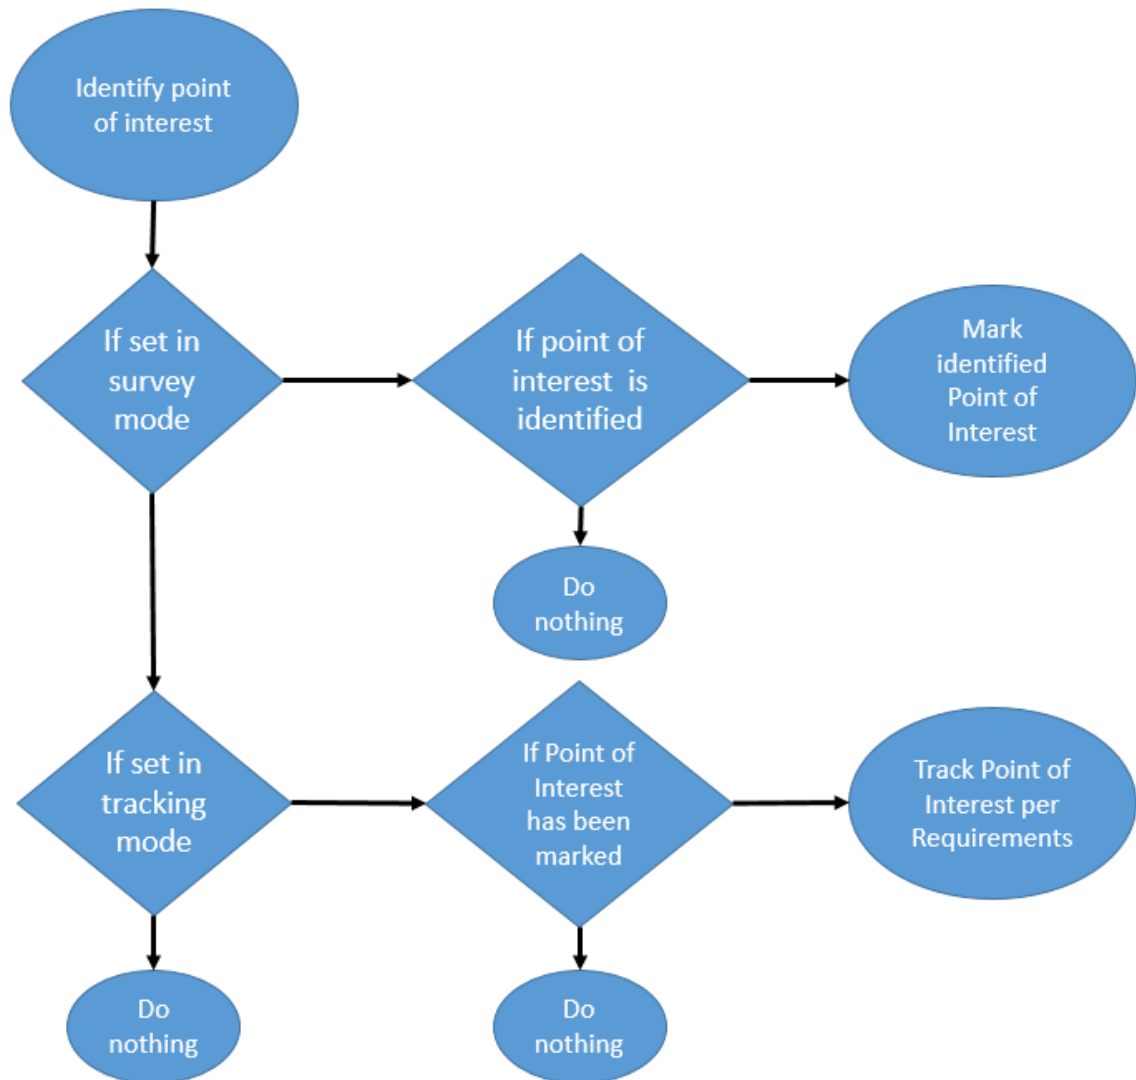 Identify point
of interest
If set in
survey
mode
If point of
interest is
identified
Mark
identified
Point of
Interest
Do
nothing
If set in
tracking
mode
If Point of
Interest
has been
marked
Track Point of
Interest per
Requirements
Do
nothing
Do
nothing